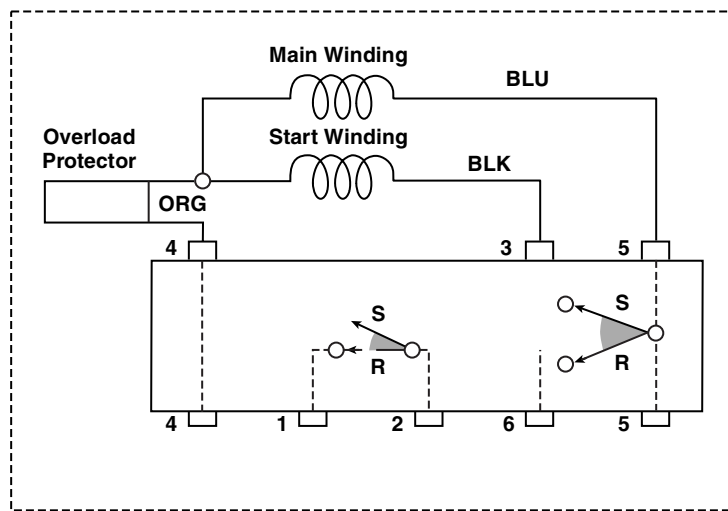 Main Winding
BLU
Overload
Protector
Start Winding
BLK
ORG
4
3
5
S
S
R
R
4
1
2
6
5